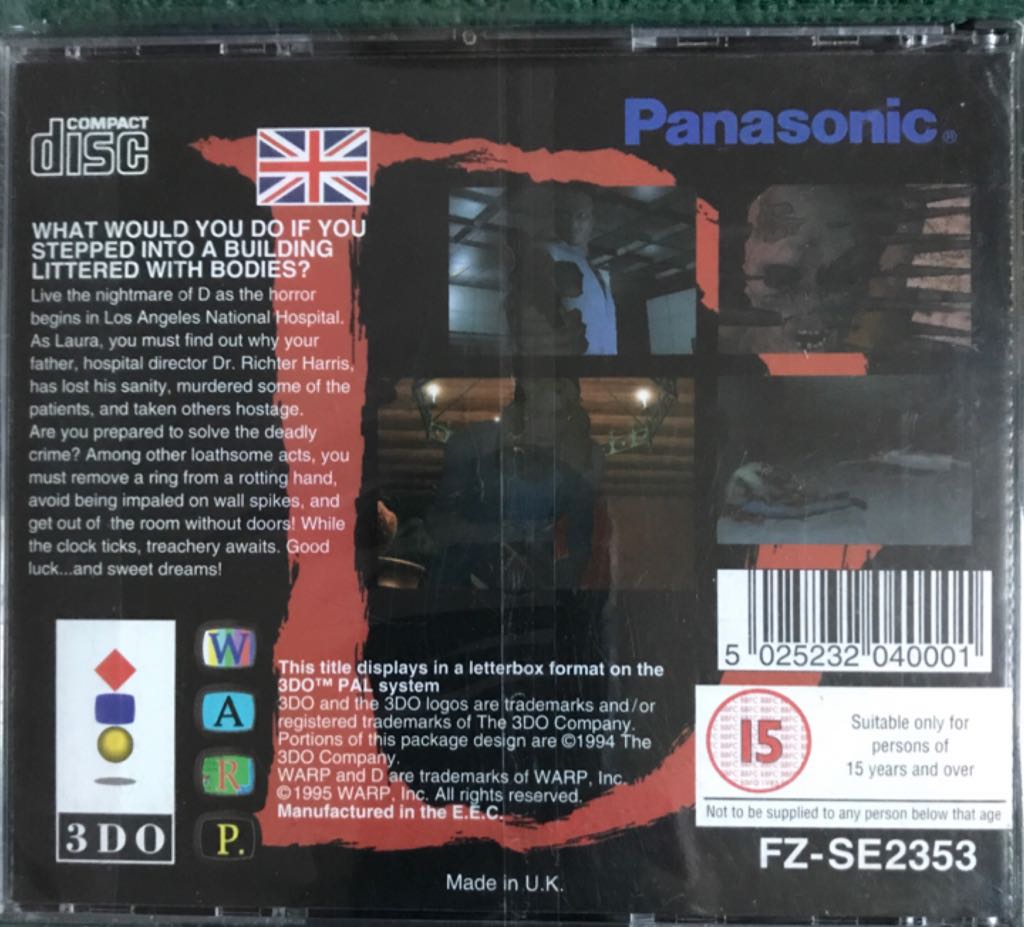 COMPACT
disc
Panasonic®
WHAT WOULD YOU DO IF YOU
STEPPED INTO A BUILDING
LITTERED WITH BODIES?
Live the nightmare of D as the horror
begins in Los Angeles National Hospital.
As Laura, you must find out why your
father, hospital director Dr. Richter Harris,
has lost his sanity, murdered some of the
patients, and taken others hostage.
Are you prepared to solve the deadly
crime? Among other loathsome acts, you
must remove a ring from a rotting hand,
avoid being impaled on wall spikes, and
get out of the room without doors! While
the clock ticks, treachery awaits. Good
luck...and sweet dreams!
3DO
W
A
R
P.
This title displays in a letterbox format on the
3DO™ PAL system
3DO and the 3DO logos are trademarks and/or
registered trademarks of The 3DO Company.
Portions of this package design are ©1994 The
3DO Company.
WARP and D are trademarks of WARP, Inc.
©1995 WARP, Inc. All rights reserved.
Manufactured in the E.E.C.
Made in U.K.
5 025232 040001
15
Suitable only for
persons of
15 years and over
Not to be supplied to any person below that age
FZ-SE2353